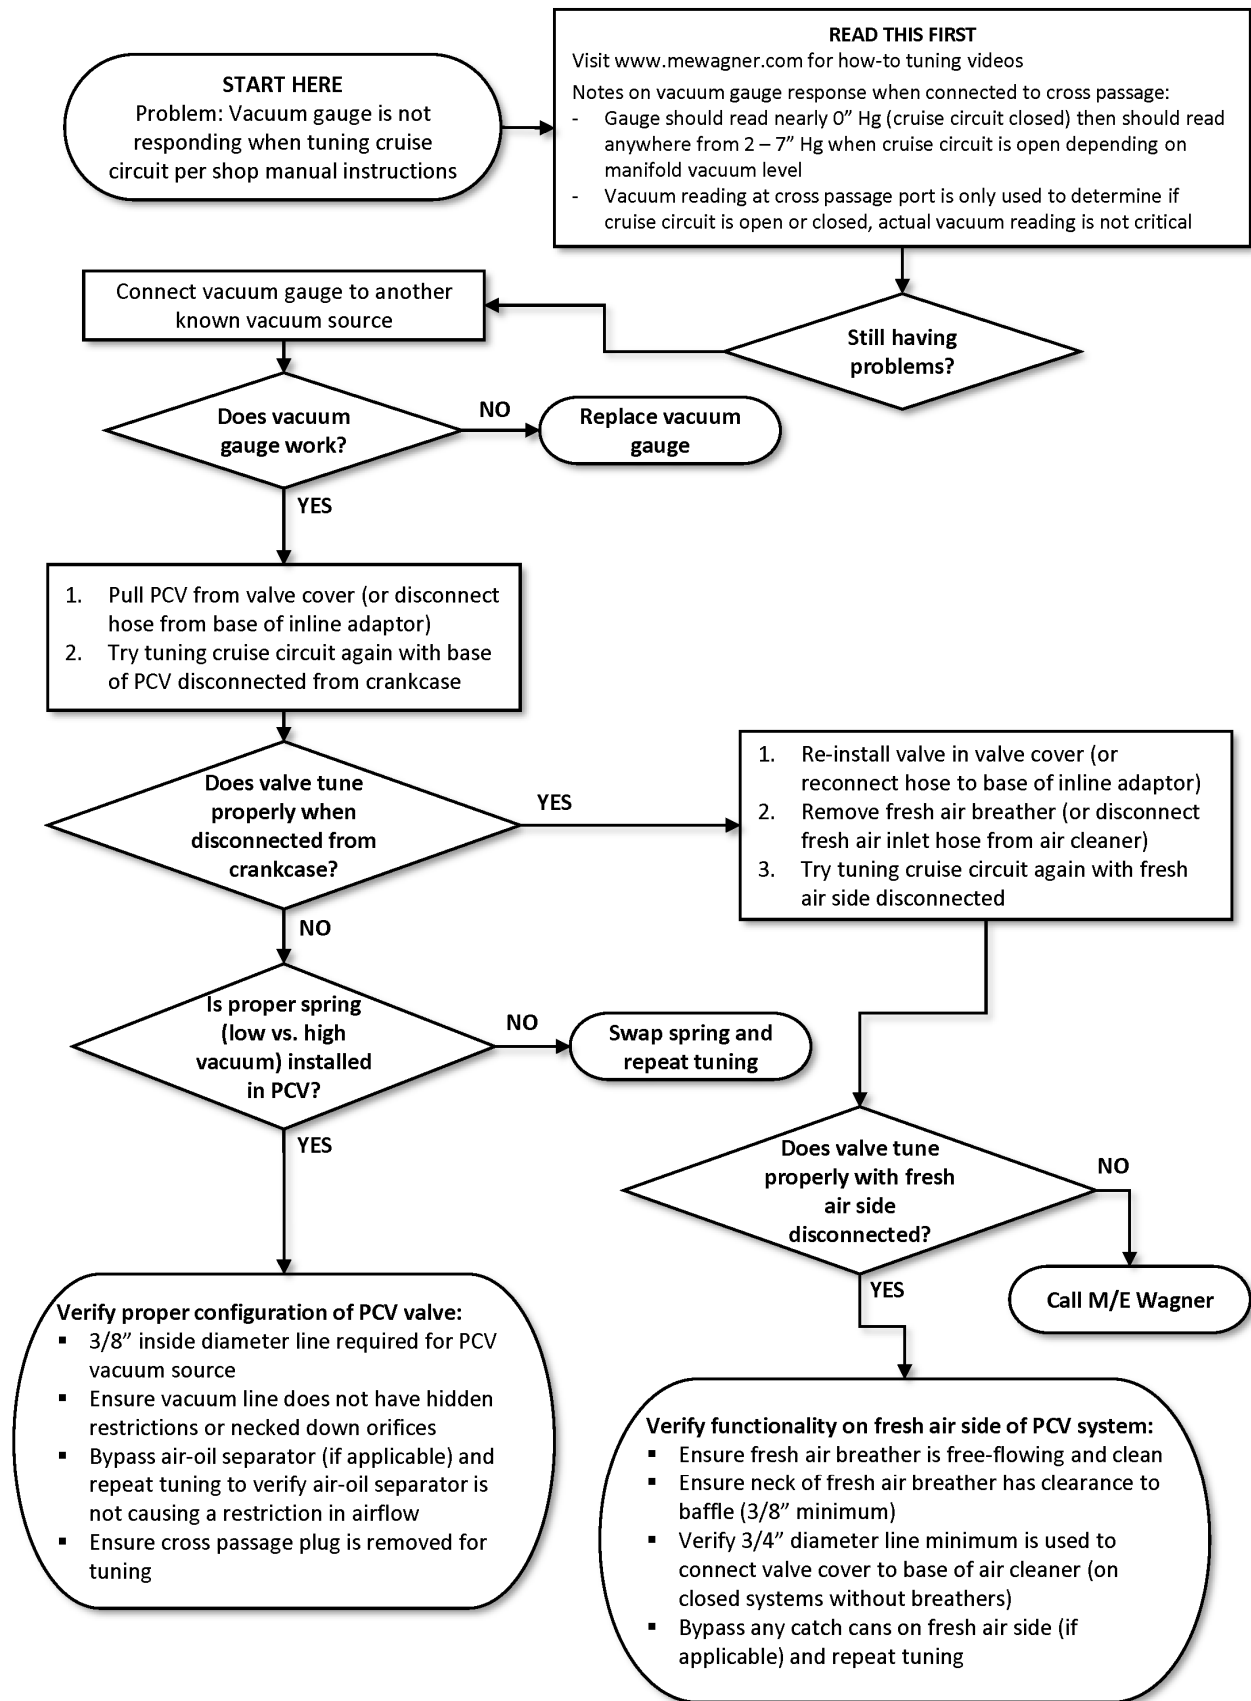 START HERE
Problem: Vacuum gauge is not
responding when tuning cruise
circuit per shop manual instructions
READ THIS FIRST
Visit www.mewagner.com for how-to tuning videos
Notes on vacuum gauge response when connected to cross passage:
- Gauge should read nearly 0” Hg (cruise circuit closed) then should read
anywhere from 2 – 7” Hg when cruise circuit is open depending on
manifold vacuum level
- Vacuum reading at cross passage port is only used to determine if
cruise circuit is open or closed, actual vacuum reading is not critical
Still having
problems?
Connect vacuum gauge to another
known vacuum source
Does vacuum
gauge work?
NO
Replace vacuum
gauge
YES
1. Pull PCV from valve cover (or disconnect
hose from base of inline adaptor)
2. Try tuning cruise circuit again with base
of PCV disconnected from crankcase
Does valve tune
properly when
disconnected from
crankcase?
YES
1. Re-install valve in valve cover (or
reconnect hose to base of inline adaptor)
2. Remove fresh air breather (or disconnect
fresh air inlet hose from air cleaner)
3. Try tuning cruise circuit again with fresh
air side disconnected
NO
Is proper spring
(low vs. high
vacuum) installed
in PCV?
NO
Swap spring and
repeat tuning
YES
Does valve tune
properly with fresh
air side
disconnected?
NO
Call M/E Wagner
YES
Verify proper configuration of PCV valve:
▪ 3/8” inside diameter line required for PCV
vacuum source
▪ Ensure vacuum line does not have hidden
restrictions or necked down orifices
▪ Bypass air-oil separator (if applicable) and
repeat tuning to verify air-oil separator is
not causing a restriction in airflow
▪ Ensure cross passage plug is removed for
tuning
Verify functionality on fresh air side of PCV system:
▪ Ensure fresh air breather is free-flowing and clean
▪ Ensure neck of fresh air breather has clearance to
baffle (3/8” minimum)
▪ Verify 3/4” diameter line minimum is used to
connect valve cover to base of air cleaner (on
closed systems without breathers)
▪ Bypass any catch cans on fresh air side (if
applicable) and repeat tuning